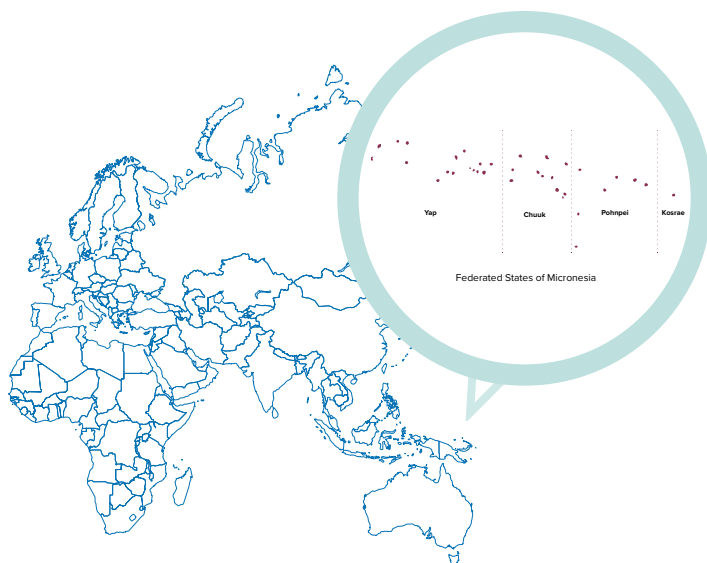 Yap
Chuuk
Pohnpei
Kosrae
Federated States of Micronesia